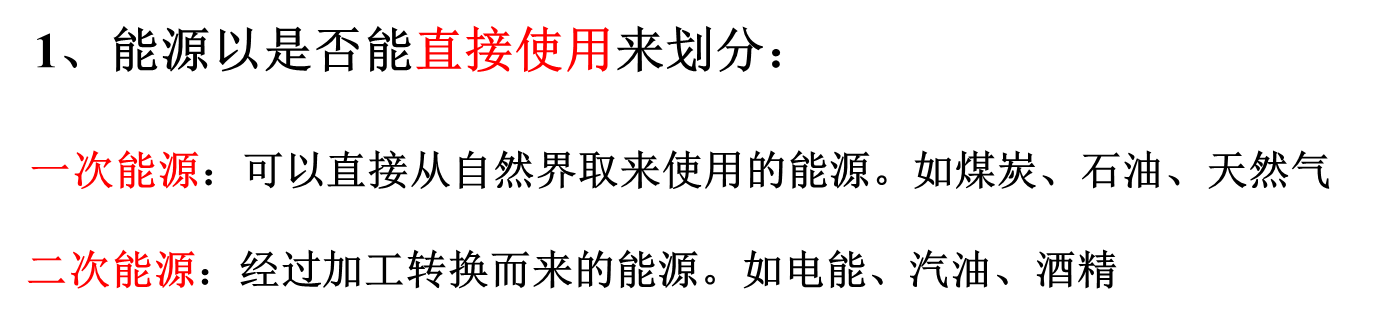 1、能源以是否能直接使用来划分：
一次能源：可以直接从自然界取来使用的能源。如煤炭、石油、天然气
二次能源：经过加工转换而来的能源。如电能、汽油、酒精